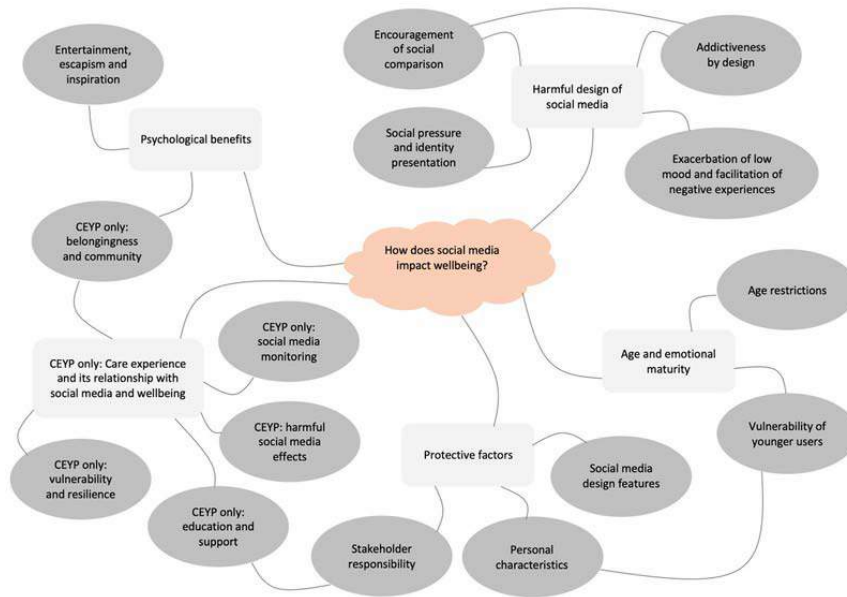 Entertainment,
escapism and
inspiration
Encouragement
of social
comparison
Addictiveness
by design
Harmful design of
social media
Psychological benefits
Social pressure
and identity
presentation
Exacerbation of low
mood and facilitation of
negative experiences
CEYP only:
belongingness
and community
How does social media
impact wellbeing?
Age restrictions
CEYP only:
social media
monitoring
CEYP only: Care experience
and its relationship with
social media and wellbeing
Age and emotional
maturity
CEYP: harmful
social media
effects
Vulnerability of
younger users
Protective factors
CEYP only:
vulnerability
and resilience
Social media
design features
CEYP only:
education and
support
Stakeholder
responsibility
Personal
characteristics